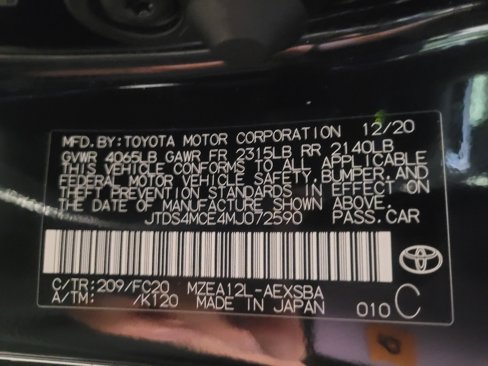 MFD.BY:TOYOTA MOTOR CORPORATION 12/20
GVWR 4065LB GAWR FR 2315LB RR 2140LB
THIS VEHICLE CONFORMS TO ALL APPLICABLE
FEDERAL MOTOR VEHICLE SAFETY,BUMPER,AND
THEFT PREVENTION STANDARDS IN EFFECT ON
THE DATE OF MANUFACTURE SHOWN ABOVE.
JTDS4MCE4MJ072590 PASS.CAR
C/TR:209/FC20 MZEA12L-AEXSBA
A/TM: /K120 MADE IN JAPAN 010 C